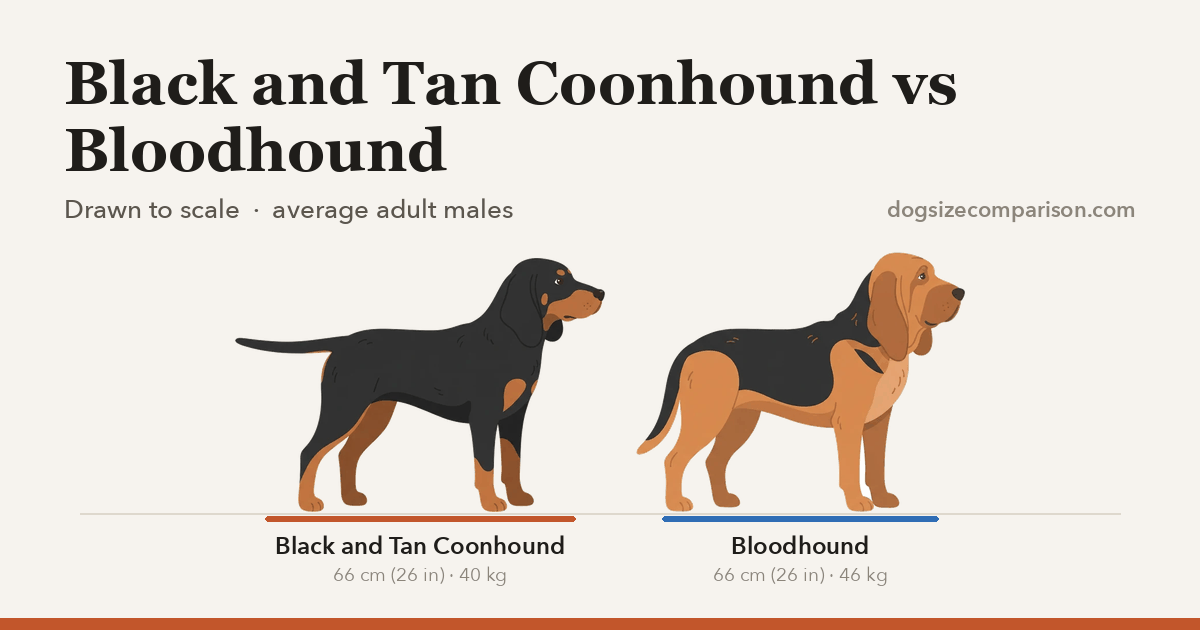 Black and Tan Coonhound vs
Bloodhound
Drawn to scale · average adult males
dogsizecomparison.com
Black and Tan Coonhound
66 cm (26 in) · 40 kg
Bloodhound
66 cm (26 in) · 46 kg